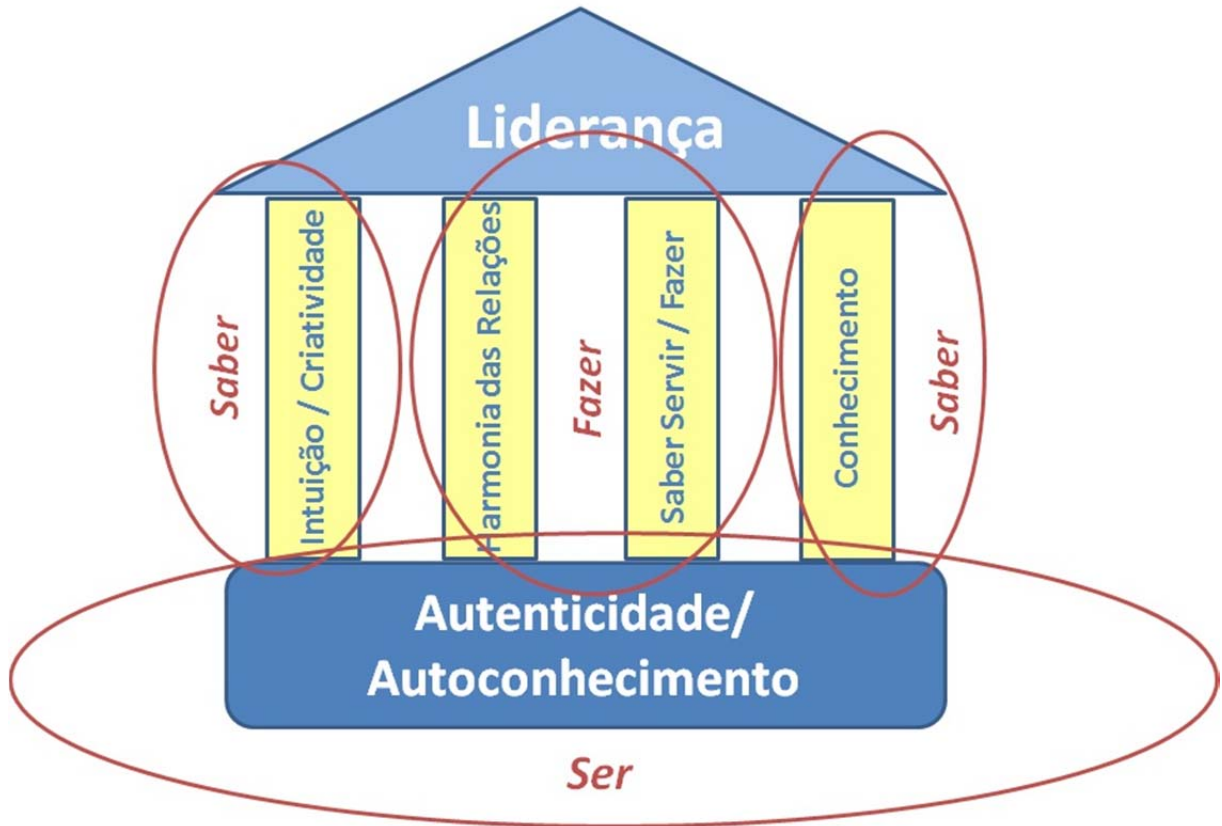 Liderança
Saber
Intuição / Criatividade
Harmonia das Relações
Fazer
Saber Servir / Fazer
Conhecimento
Saber
Autenticidade/
Autoconhecimento
Ser